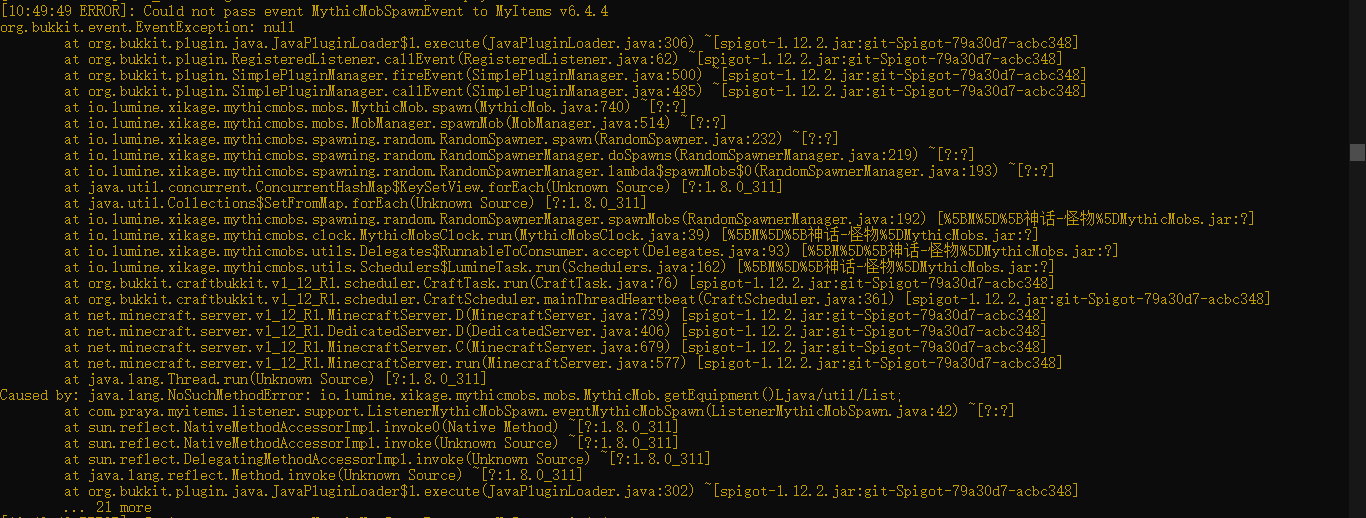 [10:49:49 ERROR]: Could not pass event MythicMobSpawnEvent to MyItems v6.4.4
org.bukkit.event.EventException: null
at org.bukkit.plugin.java.JavaPluginLoader$1.execute(JavaPluginLoader.java:306) ~[spigot-1.12.2.jar:git-Spigot-79a30d7-acbc348]
at org.bukkit.plugin.RegisteredListener.callEvent(RegisteredListener.java:62) ~[spigot-1.12.2.jar:git-Spigot-79a30d7-acbc348]
at org.bukkit.plugin.SimplePluginManager.fireEvent(SimplePluginManager.java:500) ~[spigot-1.12.2.jar:git-Spigot-79a30d7-acbc348]
at org.bukkit.plugin.SimplePluginManager.callEvent(SimplePluginManager.java:485) ~[spigot-1.12.2.jar:git-Spigot-79a30d7-acbc348]
at io.lumine.xikage.mythicmobs.mobs.MythicMob.spawn(MythicMob.java:740) ~[?:?]
at io.lumine.xikage.mythicmobs.mobs.MobManager.spawnMob(MobManager.java:514) ~[?:?]
at io.lumine.xikage.mythicmobs.spawning.random.RandomSpawner.spawn(RandomSpawner.java:232) ~[?:?]
at io.lumine.xikage.mythicmobs.spawning.random.RandomSpawnerManager.doSpawns(RandomSpawnerManager.java:219) ~[?:?]
at io.lumine.xikage.mythicmobs.spawning.random.RandomSpawnerManager.lambda$spawnMobs$0(RandomSpawnerManager.java:193) ~[?:?]
at java.util.concurrent.ConcurrentHashMap$KeySetView.forEach(Unknown Source) [?:1.8.0_311]
at java.util.Collections$SetFromMap.forEach(Unknown Source) [?:1.8.0_311]
at io.lumine.xikage.mythicmobs.spawning.random.RandomSpawnerManager.spawnMobs(RandomSpawnerManager.java:192) [%5BM%5D%5B神话-怪物%5DMythicMobs.jar:?]
at io.lumine.xikage.mythicmobs.clock.MythicMobsClock.run(MythicMobsClock.java:39) [%5BM%5D%5B神话-怪物%5DMythicMobs.jar:?]
at io.lumine.xikage.mythicmobs.utils.Delegates$RunnableToConsumer.accept(Delegates.java:93) [%5BM%5D%5B神话-怪物%5DMythicMobs.jar:?]
at io.lumine.xikage.mythicmobs.utils.Schedulers$LumineTask.run(Schedulers.java:162) [%5BM%5D%5B神话-怪物%5DMythicMobs.jar:?]
at org.bukkit.craftbukkit.v1_12_R1.scheduler.CraftTask.run(CraftTask.java:76) [spigot-1.12.2.jar:git-Spigot-79a30d7-acbc348]
at org.bukkit.craftbukkit.v1_12_R1.scheduler.CraftScheduler.mainThreadHeartbeat(CraftScheduler.java:361) [spigot-1.12.2.jar:git-Spigot-79a30d7-acbc348]
at net.minecraft.server.v1_12_R1.MinecraftServer.D(MinecraftServer.java:739) [spigot-1.12.2.jar:git-Spigot-79a30d7-acbc348]
at net.minecraft.server.v1_12_R1.DedicatedServer.D(DedicatedServer.java:406) [spigot-1.12.2.jar:git-Spigot-79a30d7-acbc348]
at net.minecraft.server.v1_12_R1.MinecraftServer.C(MinecraftServer.java:679) [spigot-1.12.2.jar:git-Spigot-79a30d7-acbc348]
at net.minecraft.server.v1_12_R1.MinecraftServer.run(MinecraftServer.java:577) [spigot-1.12.2.jar:git-Spigot-79a30d7-acbc348]
at java.lang.Thread.run(Unknown Source) [?:1.8.0_311]
Caused by: java.lang.NoSuchMethodError: io.lumine.xikage.mythicmobs.mobs.MythicMob.getEquipment()Ljava/util/List;
at com.praya.myitems.listener.support.ListenerMythicMobSpawn.eventMythicMobSpawn(ListenerMythicMobSpawn.java:42) ~[?:?]
at sun.reflect.NativeMethodAccessorImpl.invoke0(Native Method) ~[?:1.8.0_311]
at sun.reflect.NativeMethodAccessorImpl.invoke(Unknown Source) ~[?:1.8.0_311]
at sun.reflect.DelegatingMethodAccessorImpl.invoke(Unknown Source) ~[?:1.8.0_311]
at java.lang.reflect.Method.invoke(Unknown Source) ~[?:1.8.0_311]
at org.bukkit.plugin.java.JavaPluginLoader$1.execute(JavaPluginLoader.java:302) ~[spigot-1.12.2.jar:git-Spigot-79a30d7-acbc348]
... 21 more